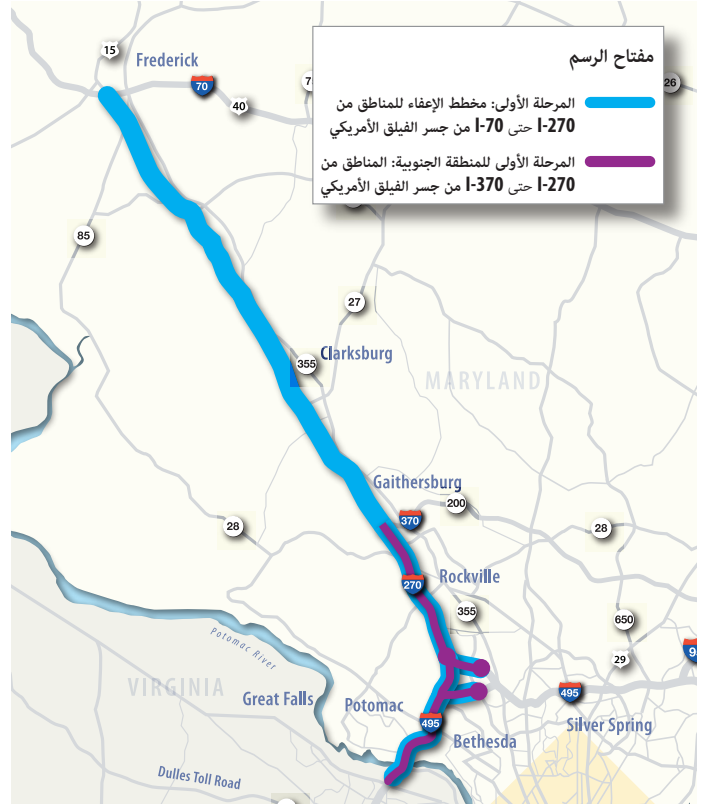 مفتاح الرسم
المرحلة الأولى: مخطط الإعفاء للمناطق من
I-270 حتى I-70 من جسر الفيلق الأمريكي
المرحلة الأولى للمنطقة الجنوبية: المناطق من
I-270 حتى I-370 من جسر الفيلق الأمريكي
15
Frederick
70
40
26
85
27
355
Clarksburg
MARYLAND
Gaithersburg
200
370
28
28
270
Rockville
355
650
29
Potomac River
VIRGINIA
Great Falls
Potomac
495
495
Silver Spring
Bethesda
Dulles Toll Road